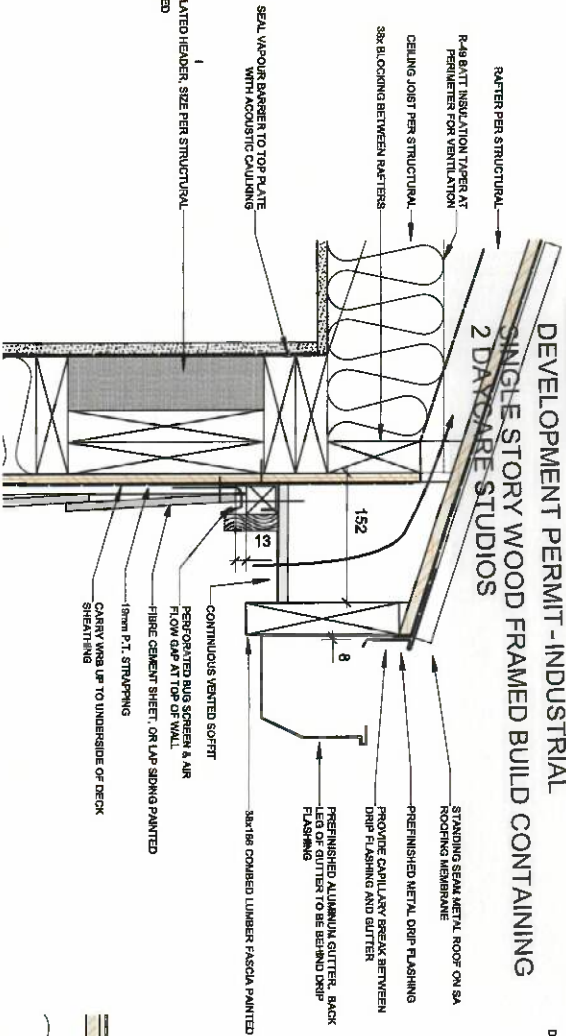 DEVELOPMENT PERMIT - INDUSTRIAL
SINGLE STORY WOOD FRAMED BUILD CONTAINING
2 DAYCARE STUDIOS
RAFTER PER STRUCTURAL
R-49 BATT INSULATION TAPER AT
PERIMETER FOR VENTILATION
CEILING JOIST PER STRUCTURAL
38x BLOCKING BETWEEN RAFTERS
SEAL VAPOUR BARRIER TO TOP PLATE
WITH ACOUSTIC CAULKING
LATED HEADER, SIZE PER STRUCTURAL
ED
152
13
8
STANDING SEAM METAL ROOF ON SA
ROOFING MEMBRANE
PREFINISHED METAL DRIP FLASHING
PROVIDE CAPILLARY BREAK BETWEEN
DRIP FLASHING AND GUTTER
PREFINISHED ALUMINUM GUTTER, BACK
LEG OF GUTTER TO BE BEHIND DRIP
FLASHING
38x186 COMBED LUMBER FASCIA PAINTED
CONTINUOUS VENTED SOFFIT
PERFORATED BUG SCREEN & AIR
FLOW GAP AT TOP OF WALL
FIBRE CEMENT SHEET, OR LAP SIDING PAINTED
19mm P.T. STRAPPING
CARRY WRB UP TO UNDERSIDE OF DECK
SHEATHING
D